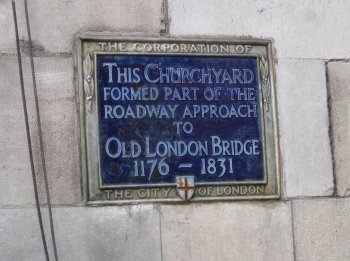 THE CORPORATION OF
THIS CHURCHYARD
FORMED PART OF THE
ROADWAY APPROACH
TO
OLD LONDON BRIDGE
1176 – 1831
THE CITY OF LONDON